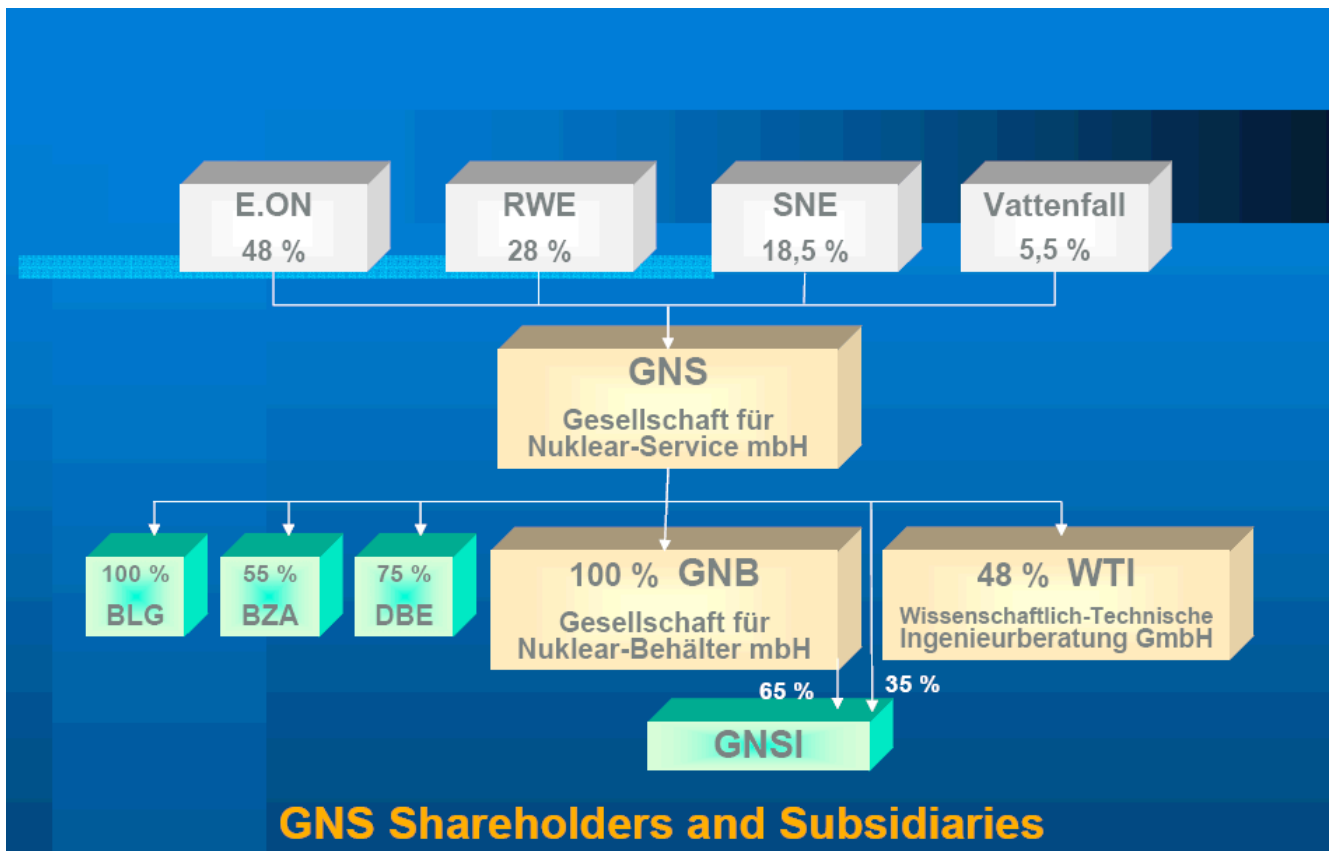 E.ON
48 %
RWE
28 %
SNE
18,5 %
Vattenfall
5,5 %
GNS
Gesellschaft für
Nuklear-Service mbH
100 %
BLG
55 %
BZA
75 %
DBE
100 % GNB
Gesellschaft für
Nuklear-Behälter mbH
48 % WTI
Wissenschaftlich-Technische
Ingenieurberatung GmbH
65 %
35 %
GNSI
GNS Shareholders and Subsidiaries